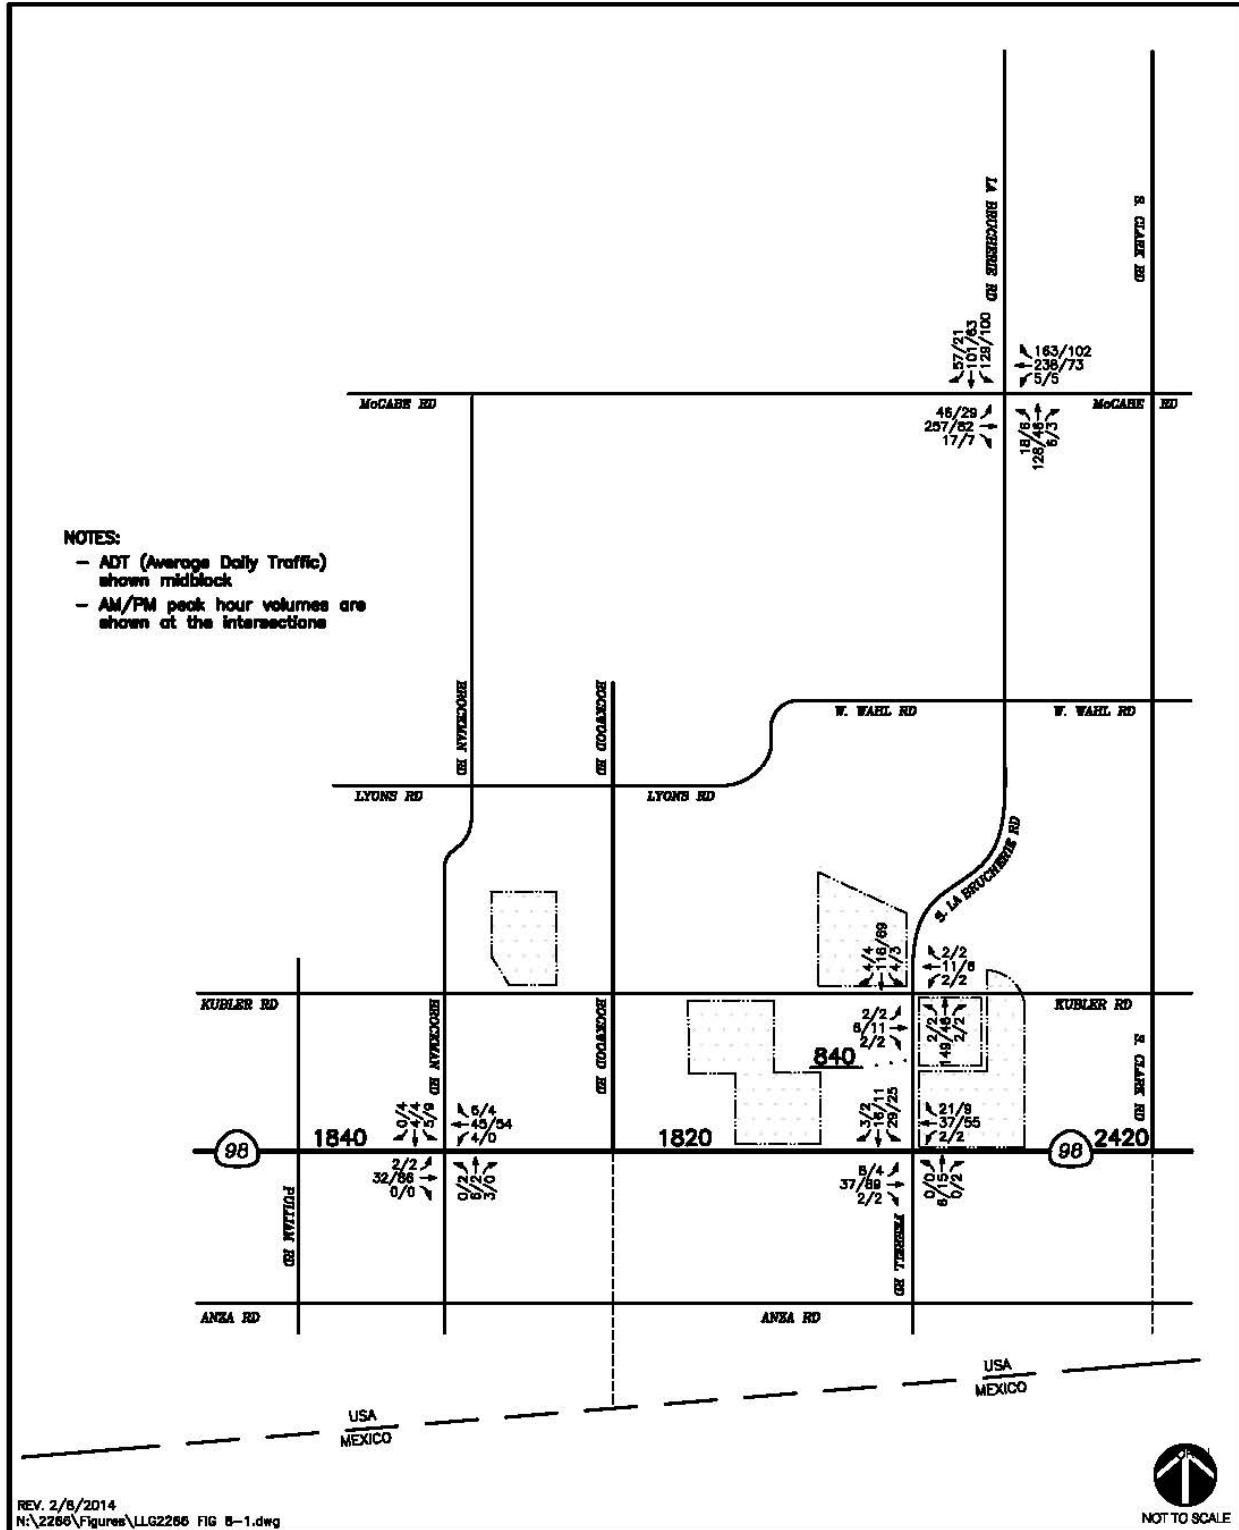 LA BRUCHERIE RD
S. CLARK RD
57/21
101/63
129/100
163/102
238/73
5/5
McCABE RD
McCABE RD
46/29
257/82
17/7
18/6
128/46
6/3
NOTES:
– ADT (Average Daily Traffic)
shown midblock
– AM/PM peak hour volumes are
shown at the intersections
BROCKMAN RD
ROCKWOOD RD
W. WAHL RD
W. WAHL RD
LYONS RD
LYONS RD
S. LA BRUCHERIE RD
4/4
116/69
4/3
2/2
11/6
2/2
KUBLER RD
BROCKMAN RD
ROCKWOOD RD
KUBLER RD
2/2
6/11
2/2
2/2
149/46
2/2
840
S. CLARK RD
0/4
4/4
5/9
6/4
45/54
4/0
3/2
16/11
29/25
21/9
37/55
2/2
98
1840
1820
98
2420
2/2
32/86
0/0
0/2
6/2
3/0
37/69
2/2
0/0
6/15
0/2
PULLIAM RD
FERRELL RD
ANZA RD
ANZA RD
USA
MEXICO
USA
MEXICO
REV. 2/6/2014
N:\2266\Figures\LLG2266 FIG 6-1.dwg
NOT TO SCALE